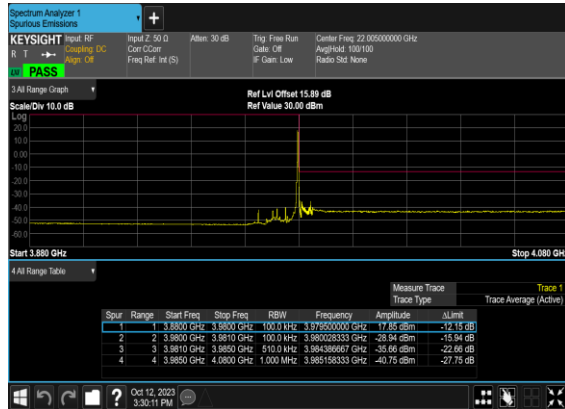 Spectrum Analyzer 1
Spurious Emissions
+
KEYSIGHT Input: RF Input Z: 50 Ω Atten: 30 dB Trig: Free Run Center Freq: 22.005000000 GHz
R T Coupling: DC Corr CCorr Gate: Off Avg|Hold: 100/100
Align: Off Freq Ref: Int (S) IF Gain: Low Radio Std: None
LW PASS
3 All Range Graph
Ref Lvl Offset 15.89 dB
Scale/Div 10.0 dB Ref Value 30.00 dBm
Log
20.0
10.0
0.00
-10.0
-20.0
-30.0
-40.0
-50.0
-60.0
Start 3.880 GHz Stop 4.080 GH
4 All Range Table
Measure Trace Trace 1
Trace Type Trace Average (Active)
Spur Range Start Freq Stop Freq RBW Frequency Amplitude ΔLimit
1 1 3.8800 GHz 3.9800 GHz 100.0 kHz 3.979500000 GHz 17.85 dBm -12.15 dB
2 2 3.9800 GHz 3.9810 GHz 100.0 kHz 3.980028333 GHz -28.94 dBm -15.94 dB
3 3 3.9810 GHz 3.9850 GHz 510.0 kHz 3.984386667 GHz -35.66 dBm -22.66 dB
4 4 3.9850 GHz 4.0800 GHz 1.000 MHz 3.985158333 GHz -40.75 dBm -27.75 dB
? Oct 12, 2023
3:30:11 PM